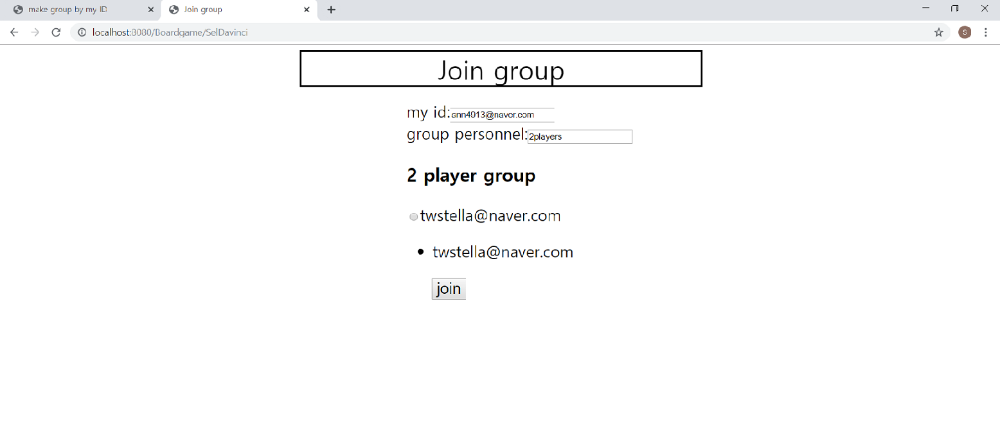 make group by my ID
Join group
localhost:8080/Boardgame/SelDavinci
S
Join group
my id:ann4913@naver.com
group personnel:2players
2 player group
twstella@naver.com
twstella@naver.com
join